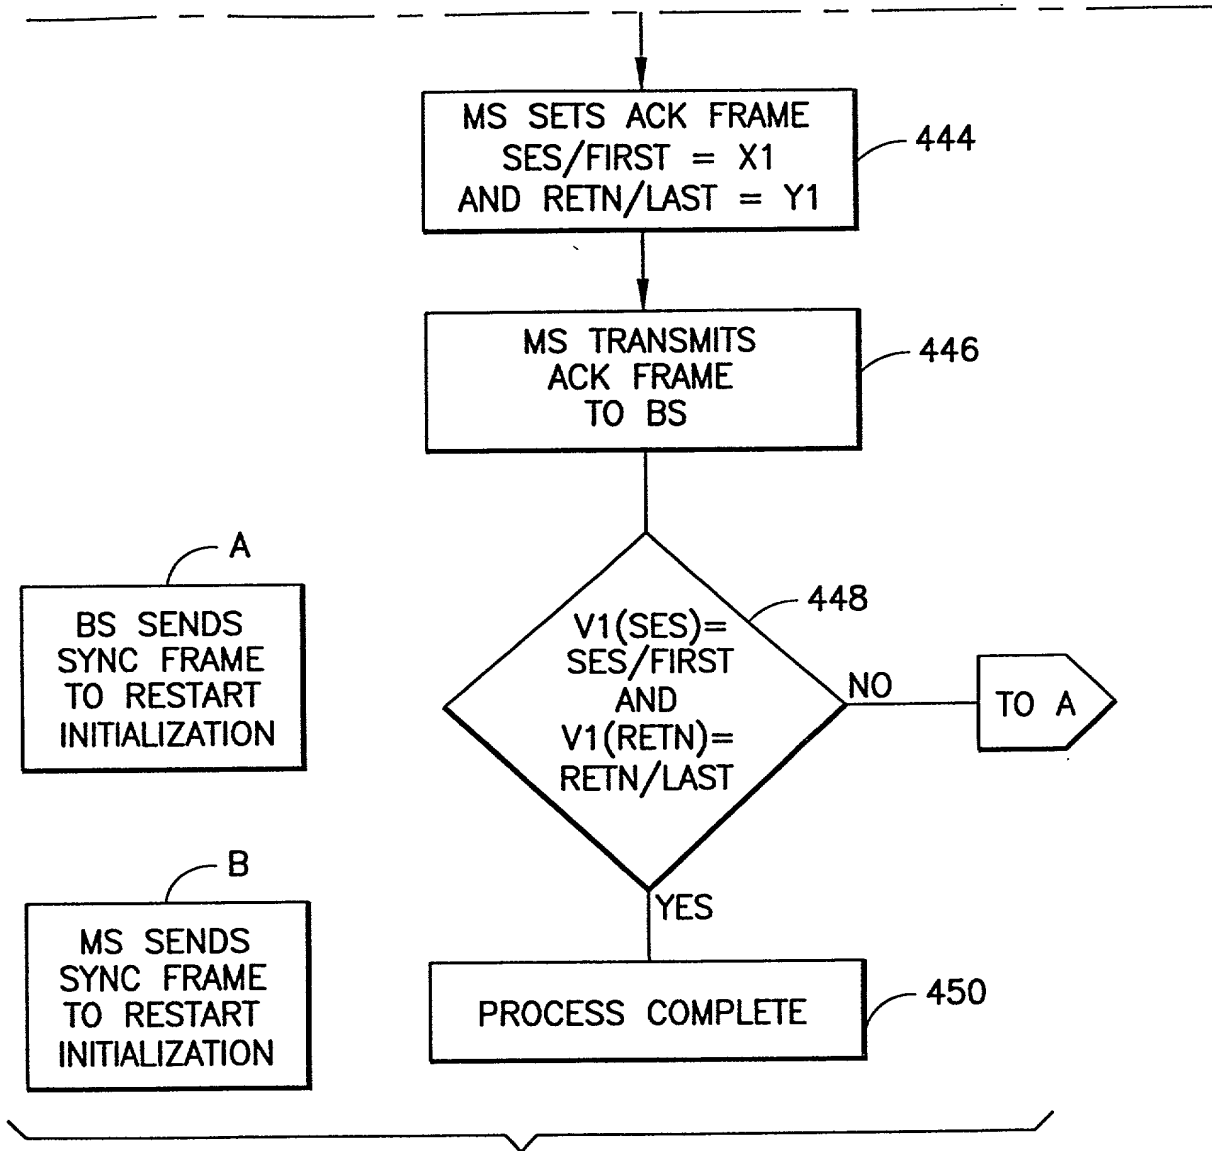 MS SETS ACK FRAME
SES/FIRST = X1
AND RETN/LAST = Y1
444
MS TRANSMITS
ACK FRAME
TO BS
446
A
BS SENDS
SYNC FRAME
TO RESTART
INITIALIZATION
V1(SES)=
SES/FIRST
AND
V1(RETN)=
RETN/LAST
448
NO
TO A
YES
B
MS SENDS
SYNC FRAME
TO RESTART
INITIALIZATION
PROCESS COMPLETE
450